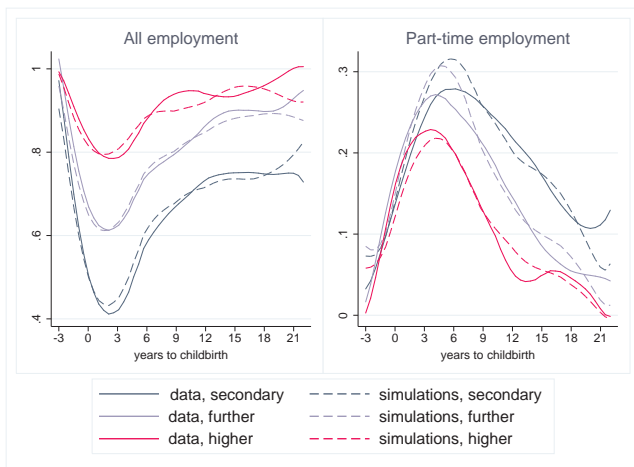 All employment
Part-time employment
1
.8
.6
.4
-3 0 3 6 9 12 15 18 21
years to childbirth
.3
.2
.1
0
-3 0 3 6 9 12 15 18 21
years to childbirth
data, secondary
simulations, secondary
data, further
simulations, further
data, higher
simulations, higher